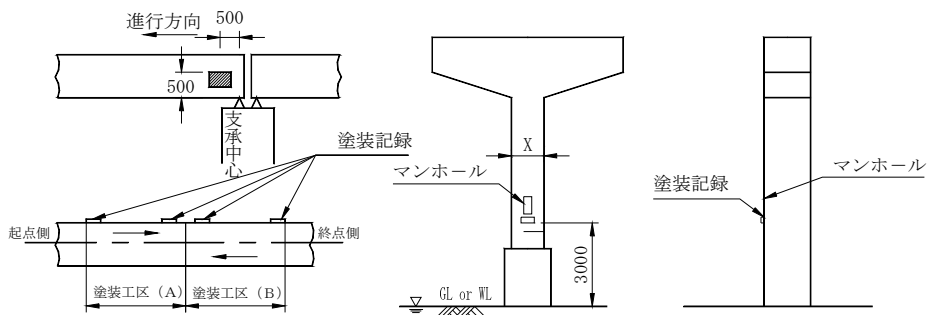 進行方向
500
500
支承中心
塗装記録
起点側
終点側
塗装工区（A）
塗装工区（B）
X
マンホール
3000
GL or WL
マンホール
塗装記録